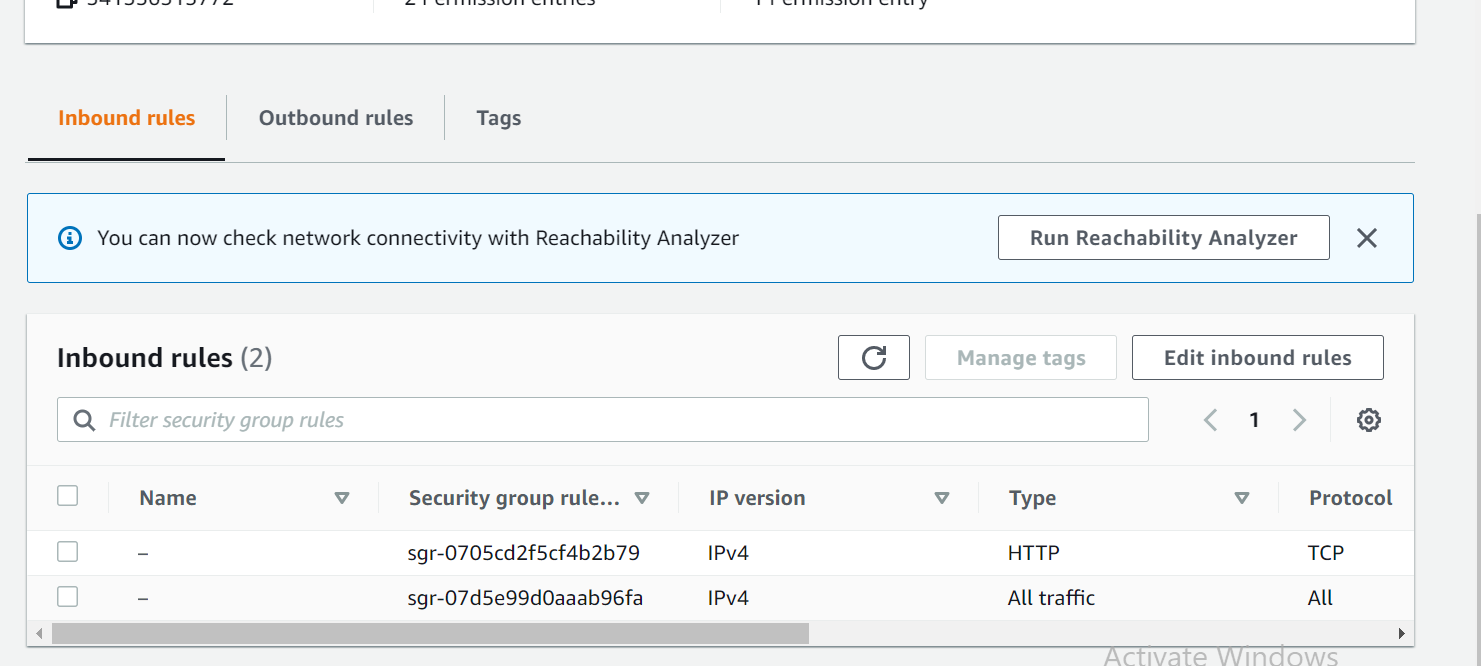 2 Permission entries
1 Permission entry
Inbound rules Outbound rules Tags
You can now check network connectivity with Reachability Analyzer Run Reachability Analyzer
Inbound rules (2) Manage tags Edit inbound rules
Filter security group rules 1
Name Security group rule... IP version Type Protocol
– sgr-0705cd2f5cf4b2b79 IPv4 HTTP TCP
– sgr-07d5e99d0aaab96fa IPv4 All traffic All
Activate Windows